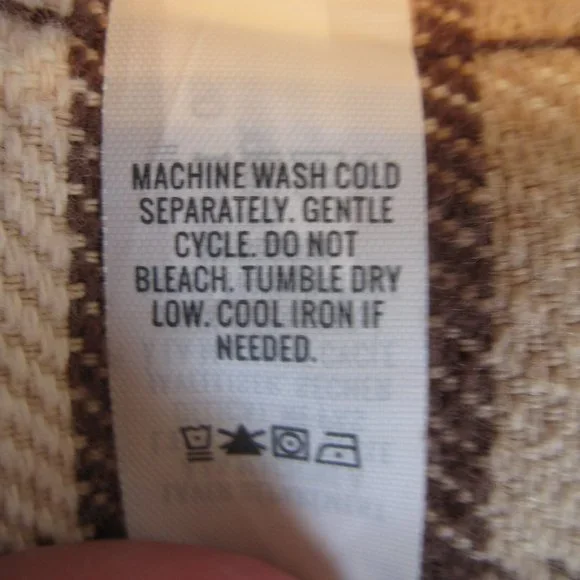 MACHINE WASH COLD
SEPARATELY. GENTLE
CYCLE. DO NOT
BLEACH. TUMBLE DRY
LOW. COOL IRON IF
NEEDED.